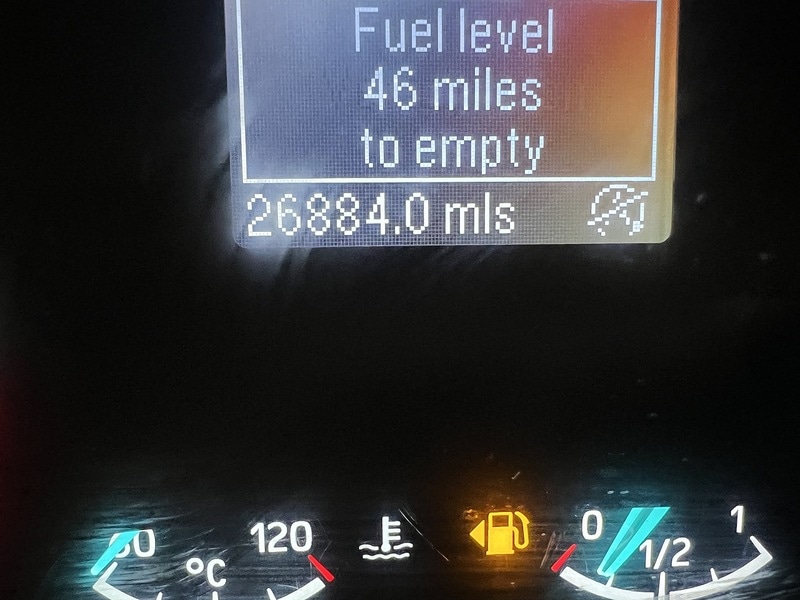 Fuel level
46 miles
to empty
26884.0 mls
120
°C
0
1/2
1